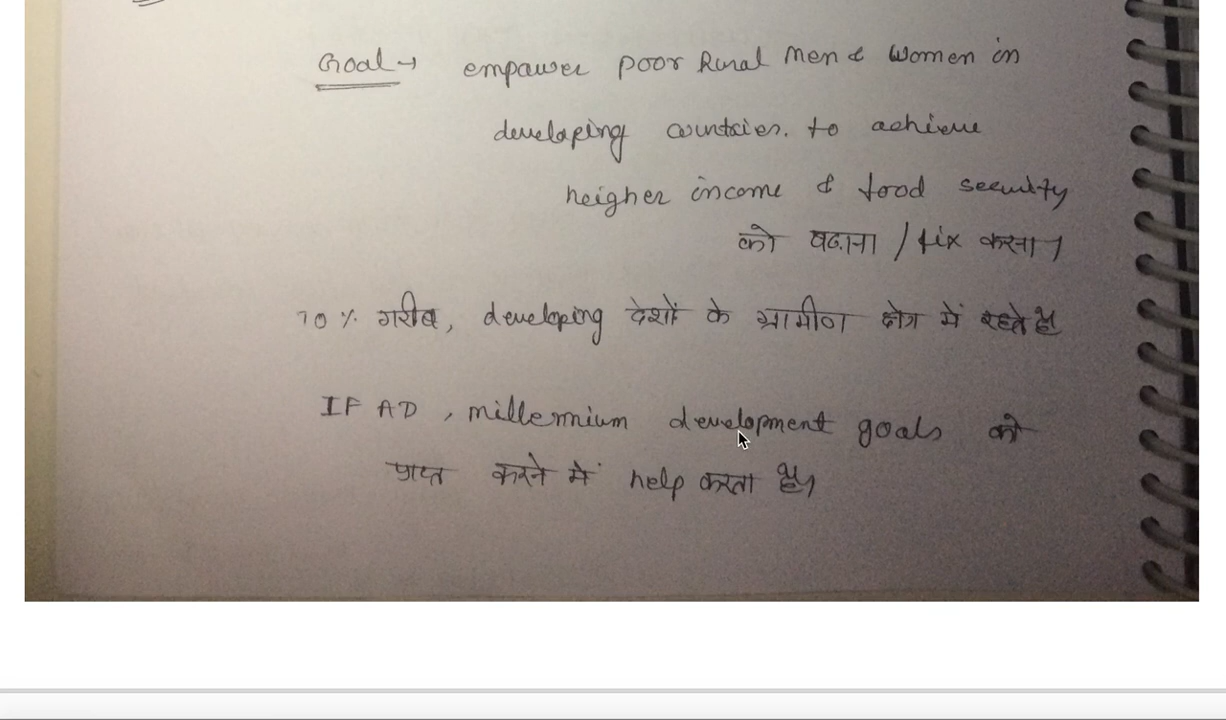 Goal → empower poor Rural Men & Women in
developing countries. to achieve
heigher income & food security
को बढ़ाना / fix करना।
70% गरीब, developing देशों के ग्रामीण क्षेत्र में रहते हैं
IFAD, millennium development goals को
प्राप्त करने में help करता है।